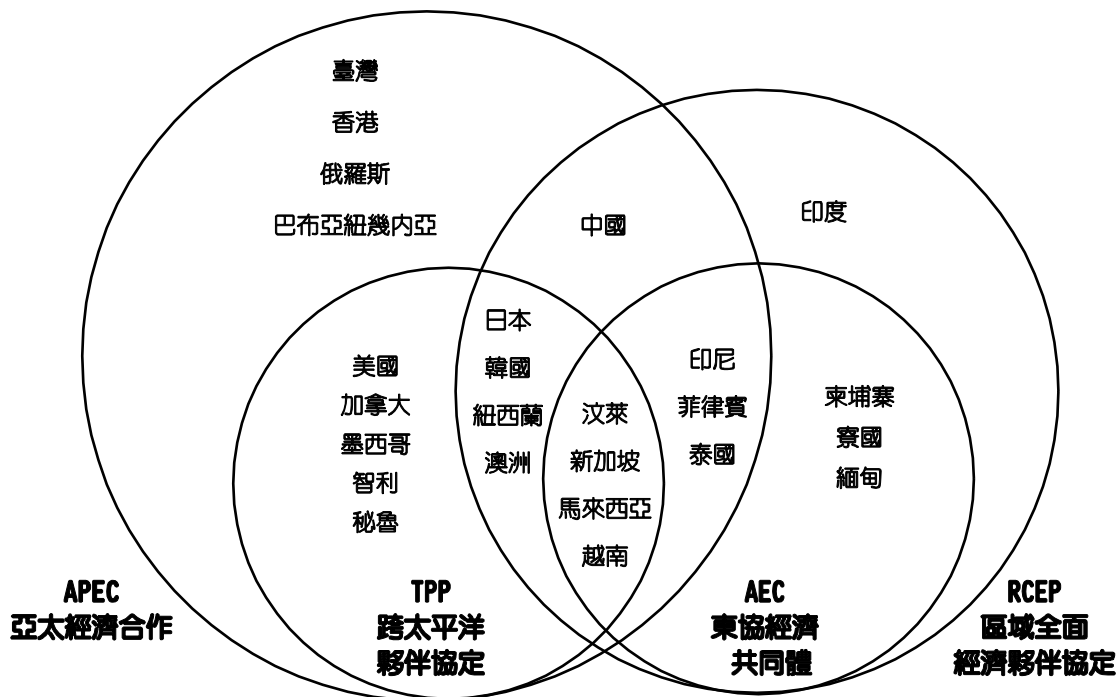 臺灣
香港
俄羅斯
巴布亞紐幾內亞
中國
印度
美國
加拿大
墨西哥
智利
秘魯
日本
韓國
紐西蘭
澳洲
汶萊
新加坡
馬來西亞
越南
印尼
菲律賓
泰國
柬埔寨
寮國
緬甸
APEC
亞太經濟合作
TPP
跨太平洋
夥伴協定
AEC
東協經濟
共同體
RCEP
區域全面
經濟夥伴協定